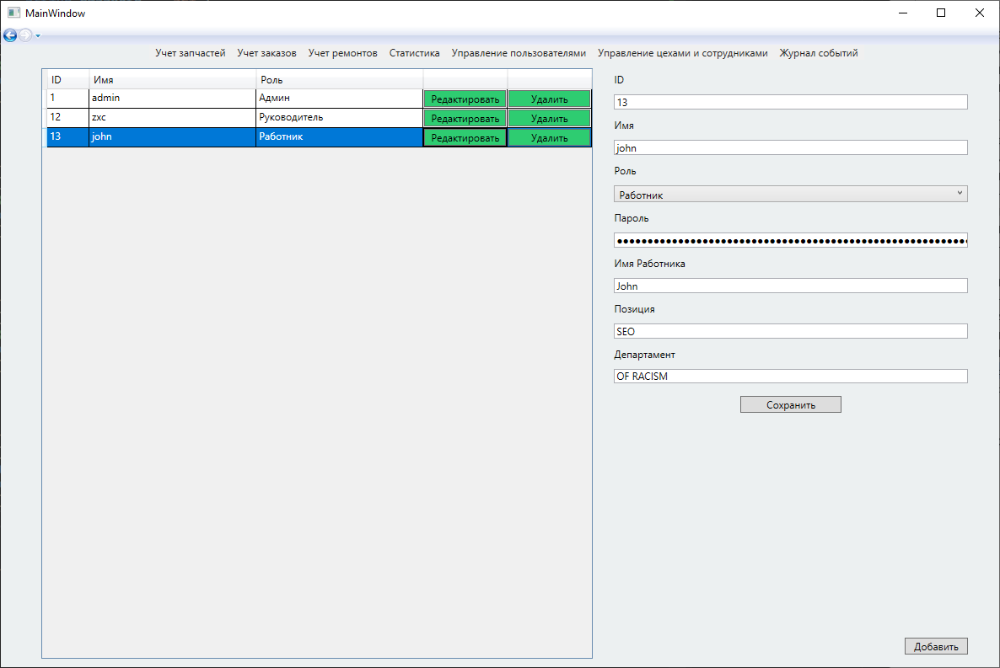 MainWindow
Учет запчастей Учет заказов Учет ремонтов Статистика Управление пользователями Управление цехами и сотрудниками Журнал событий
ID Имя Роль
1 admin Админ Редактировать Удалить
12 zxc Руководитель Редактировать Удалить
13 john Работник Редактировать Удалить
ID
13
Имя
john
Роль
Работник
Пароль
Имя Работника
John
Позиция
SEO
Департамент
OF RACISM
Сохранить
Добавить